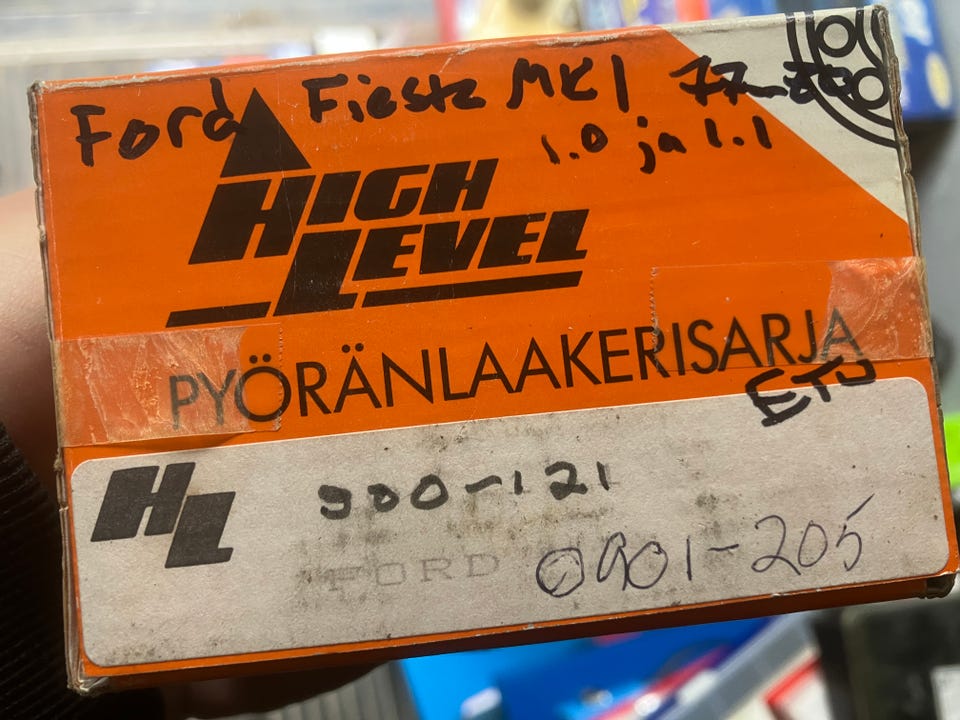 Ford Fiesta MK1
1.0 ja 1.1
HIGH
LEVEL
PYÖRÄNLAAKERISARJA
ETU
HL
900-121
FORD 0901-205